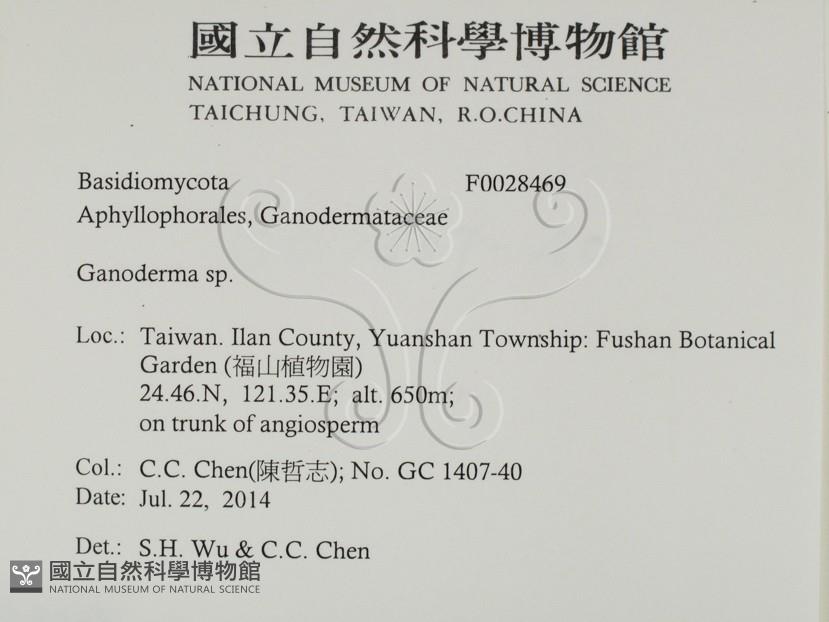 國立自然科學博物館
NATIONAL MUSEUM OF NATURAL SCIENCE
TAICHUNG, TAIWAN, R.O.CHINA
Basidiomycota F0028469
Aphyllophorales, Ganodermataceae
Ganoderma sp.
Loc.: Taiwan. Ilan County, Yuanshan Township: Fushan Botanical
Garden (福山植物園)
24.46.N, 121.35.E; alt. 650m;
on trunk of angiosperm
Col.: C.C. Chen(陳哲志); No. GC 1407-40
Date: Jul. 22, 2014
Det.: S.H. Wu & C.C. Chen
國立自然科學博物館
NATIONAL MUSEUM OF NATURAL SCIENCE